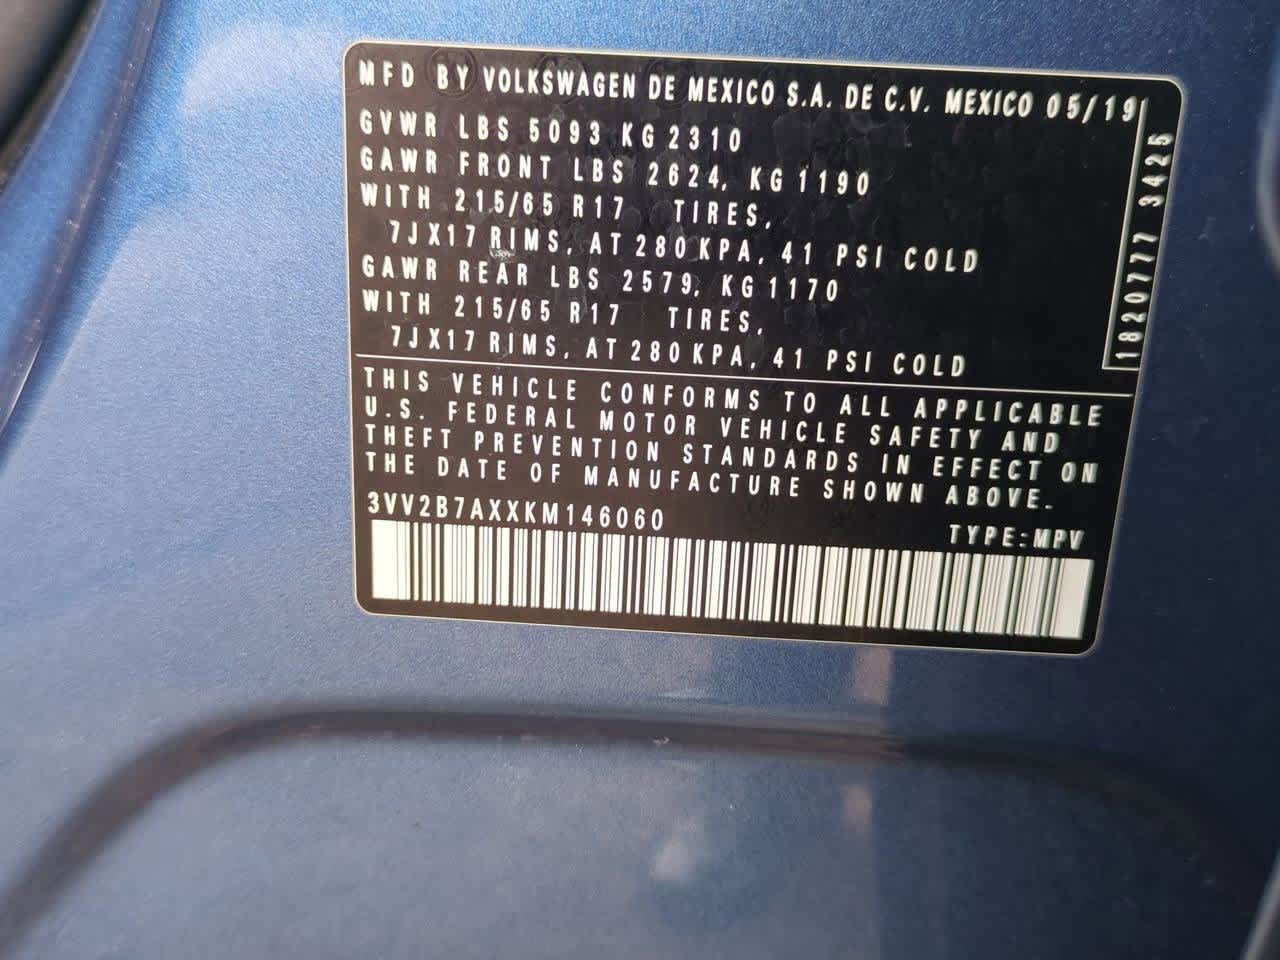 MFD BY VOLKSWAGEN DE MEXICO S.A. DE C.V. MEXICO 05/19
GVWR LBS 5093 KG 2310
GAWR FRONT LBS 2624, KG 1190
WITH 215/65 R17 TIRES,
7JX17 RIMS, AT 280 KPA, 41 PSI COLD
GAWR REAR LBS 2579, KG 1170
WITH 215/65 R17 TIRES,
7JX17 RIMS, AT 280 KPA, 41 PSI COLD
1820777 3425
THIS VEHICLE CONFORMS TO ALL APPLICABLE
U.S. FEDERAL MOTOR VEHICLE SAFETY AND
THEFT PREVENTION STANDARDS IN EFFECT ON
THE DATE OF MANUFACTURE SHOWN ABOVE.
3VV2B7AXXKM146060
TYPE:MPV